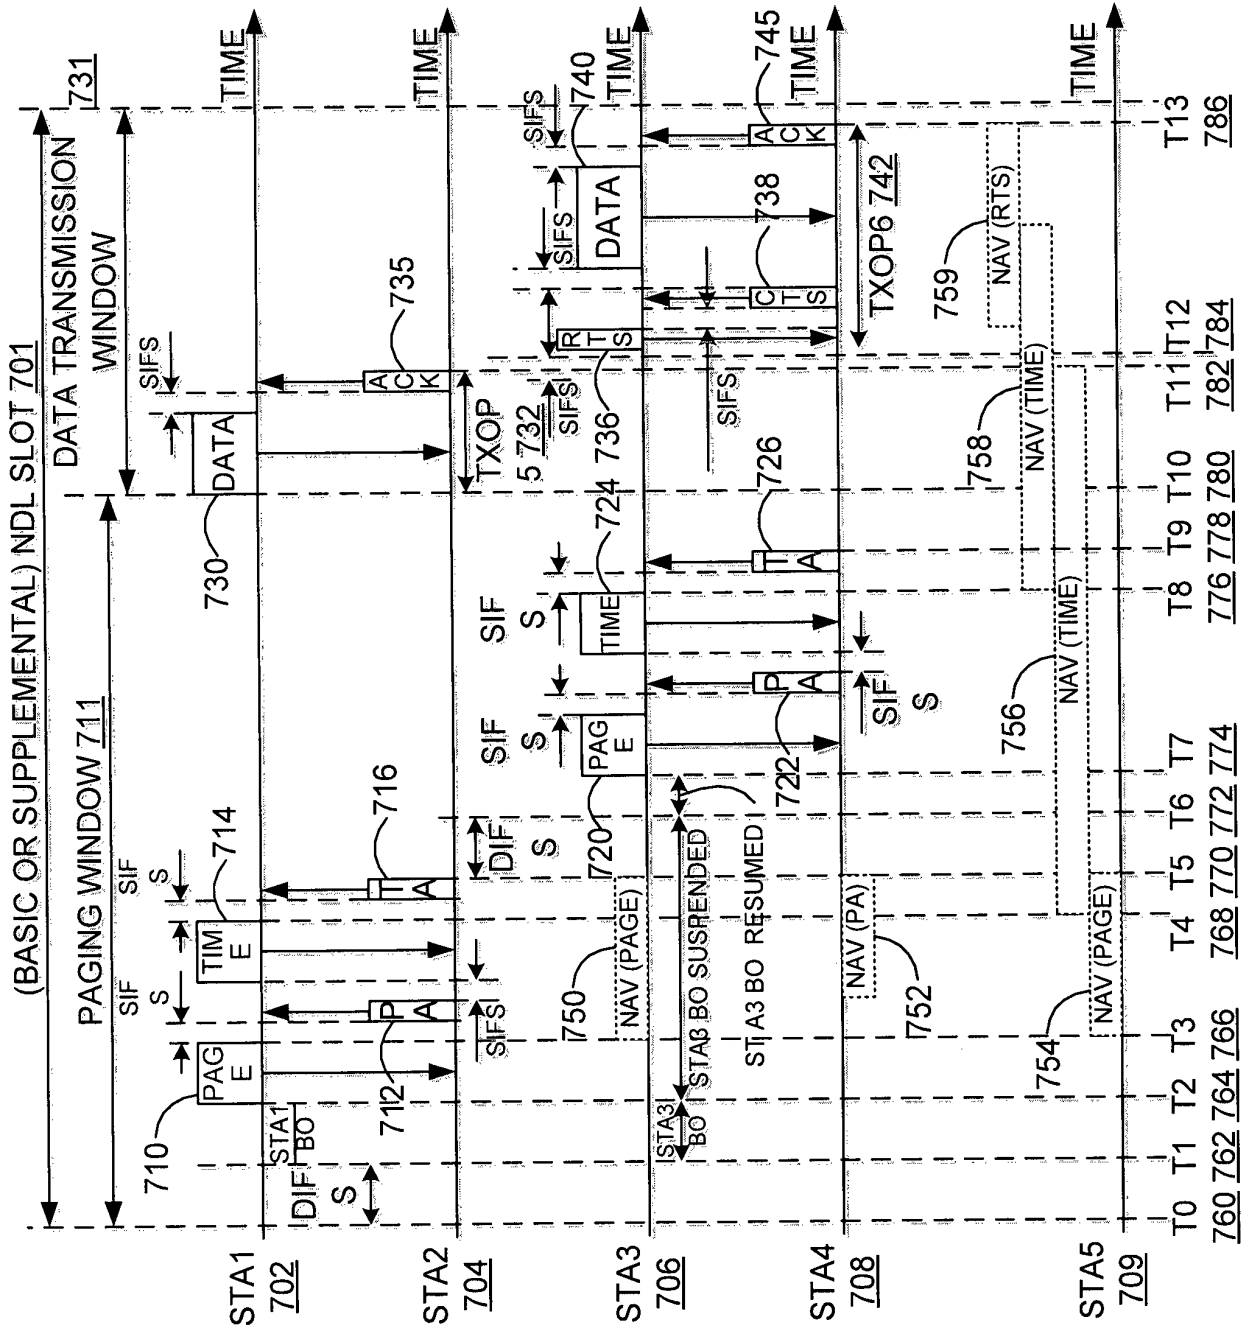 (BASIC OR SUPPLEMENTAL) NDL SLOT 701
731
PAGING WINDOW 711
DATA TRANSMISSION
WINDOW
STA1
702
DIF
S
STA1
BO
710
PAG
E
SIF
S
TIM
E
714
SIF
S
716
730
DATA
SIFS
TIME
STA2
704
712
P
A
SIFS
T
A
DIF
S
TXOP
5 732
A
C
K
735
TIME
STA3
706
STA3
BO
750
NAV (PAGE)
STA3 BO SUSPENDED
STA3 BO RESUMED
720
PAG
E
SIF
S
TIME
SIF
S
724
736
SIFS
R
T
S
SIFS
DATA
740
SIFS
TIME
STA4
708
NAV (PA)
752
722
P
A
SIF
S
T
A
726
SIFS
C
T
S
738
TXOP6 742
A
C
K
745
TIME
STA5
709
754
NAV (PAGE)
756
NAV (TIME)
758
NAV (TIME)
759
NAV (RTS)
TIME
T0
760
T1
762
T2
764
T3
766
T4
768
T5
770
T6
772
T7
774
T8
776
T9
778
T10
780
T11
782
T12
784
T13
786